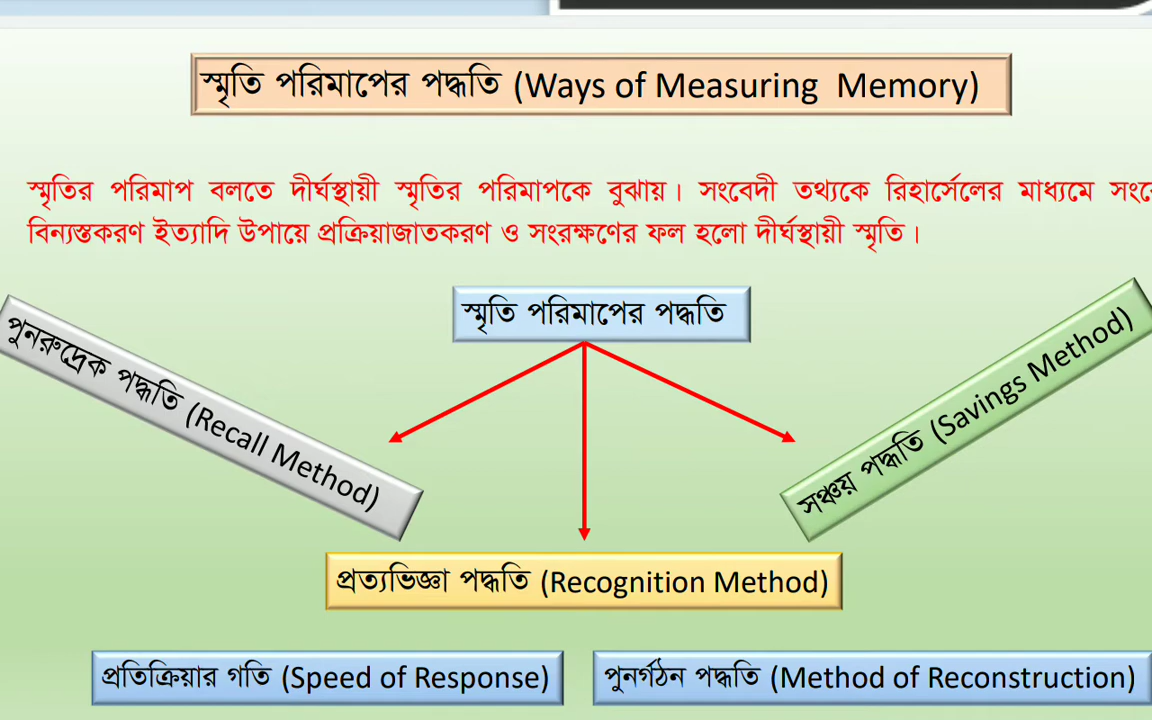 স্মৃতি পরিমাপের পদ্ধতি (Ways of Measuring Memory)
স্মৃতির পরিমাপ বলতে দীর্ঘস্থায়ী স্মৃতির পরিমাপকে বুঝায়। সংবেদী তথ্যকে রিহার্সেলের মাধ্যমে
বিন্যস্তকরণ ইত্যাদি উপায়ে প্রক্রিয়াজাতকরণ ও সংরক্ষণের ফল হলো দীর্ঘস্থায়ী স্মৃতি।
স্মৃতি পরিমাপের পদ্ধতি
পুনরুদ্রেক পদ্ধতি (Recall Method)
সঞ্চয় পদ্ধতি (Savings Method)
প্রত্যভিজ্ঞা পদ্ধতি (Recognition Method)
প্রতিক্রিয়ার গতি (Speed of Response)
পুনর্গঠন পদ্ধতি (Method of Reconstruction)